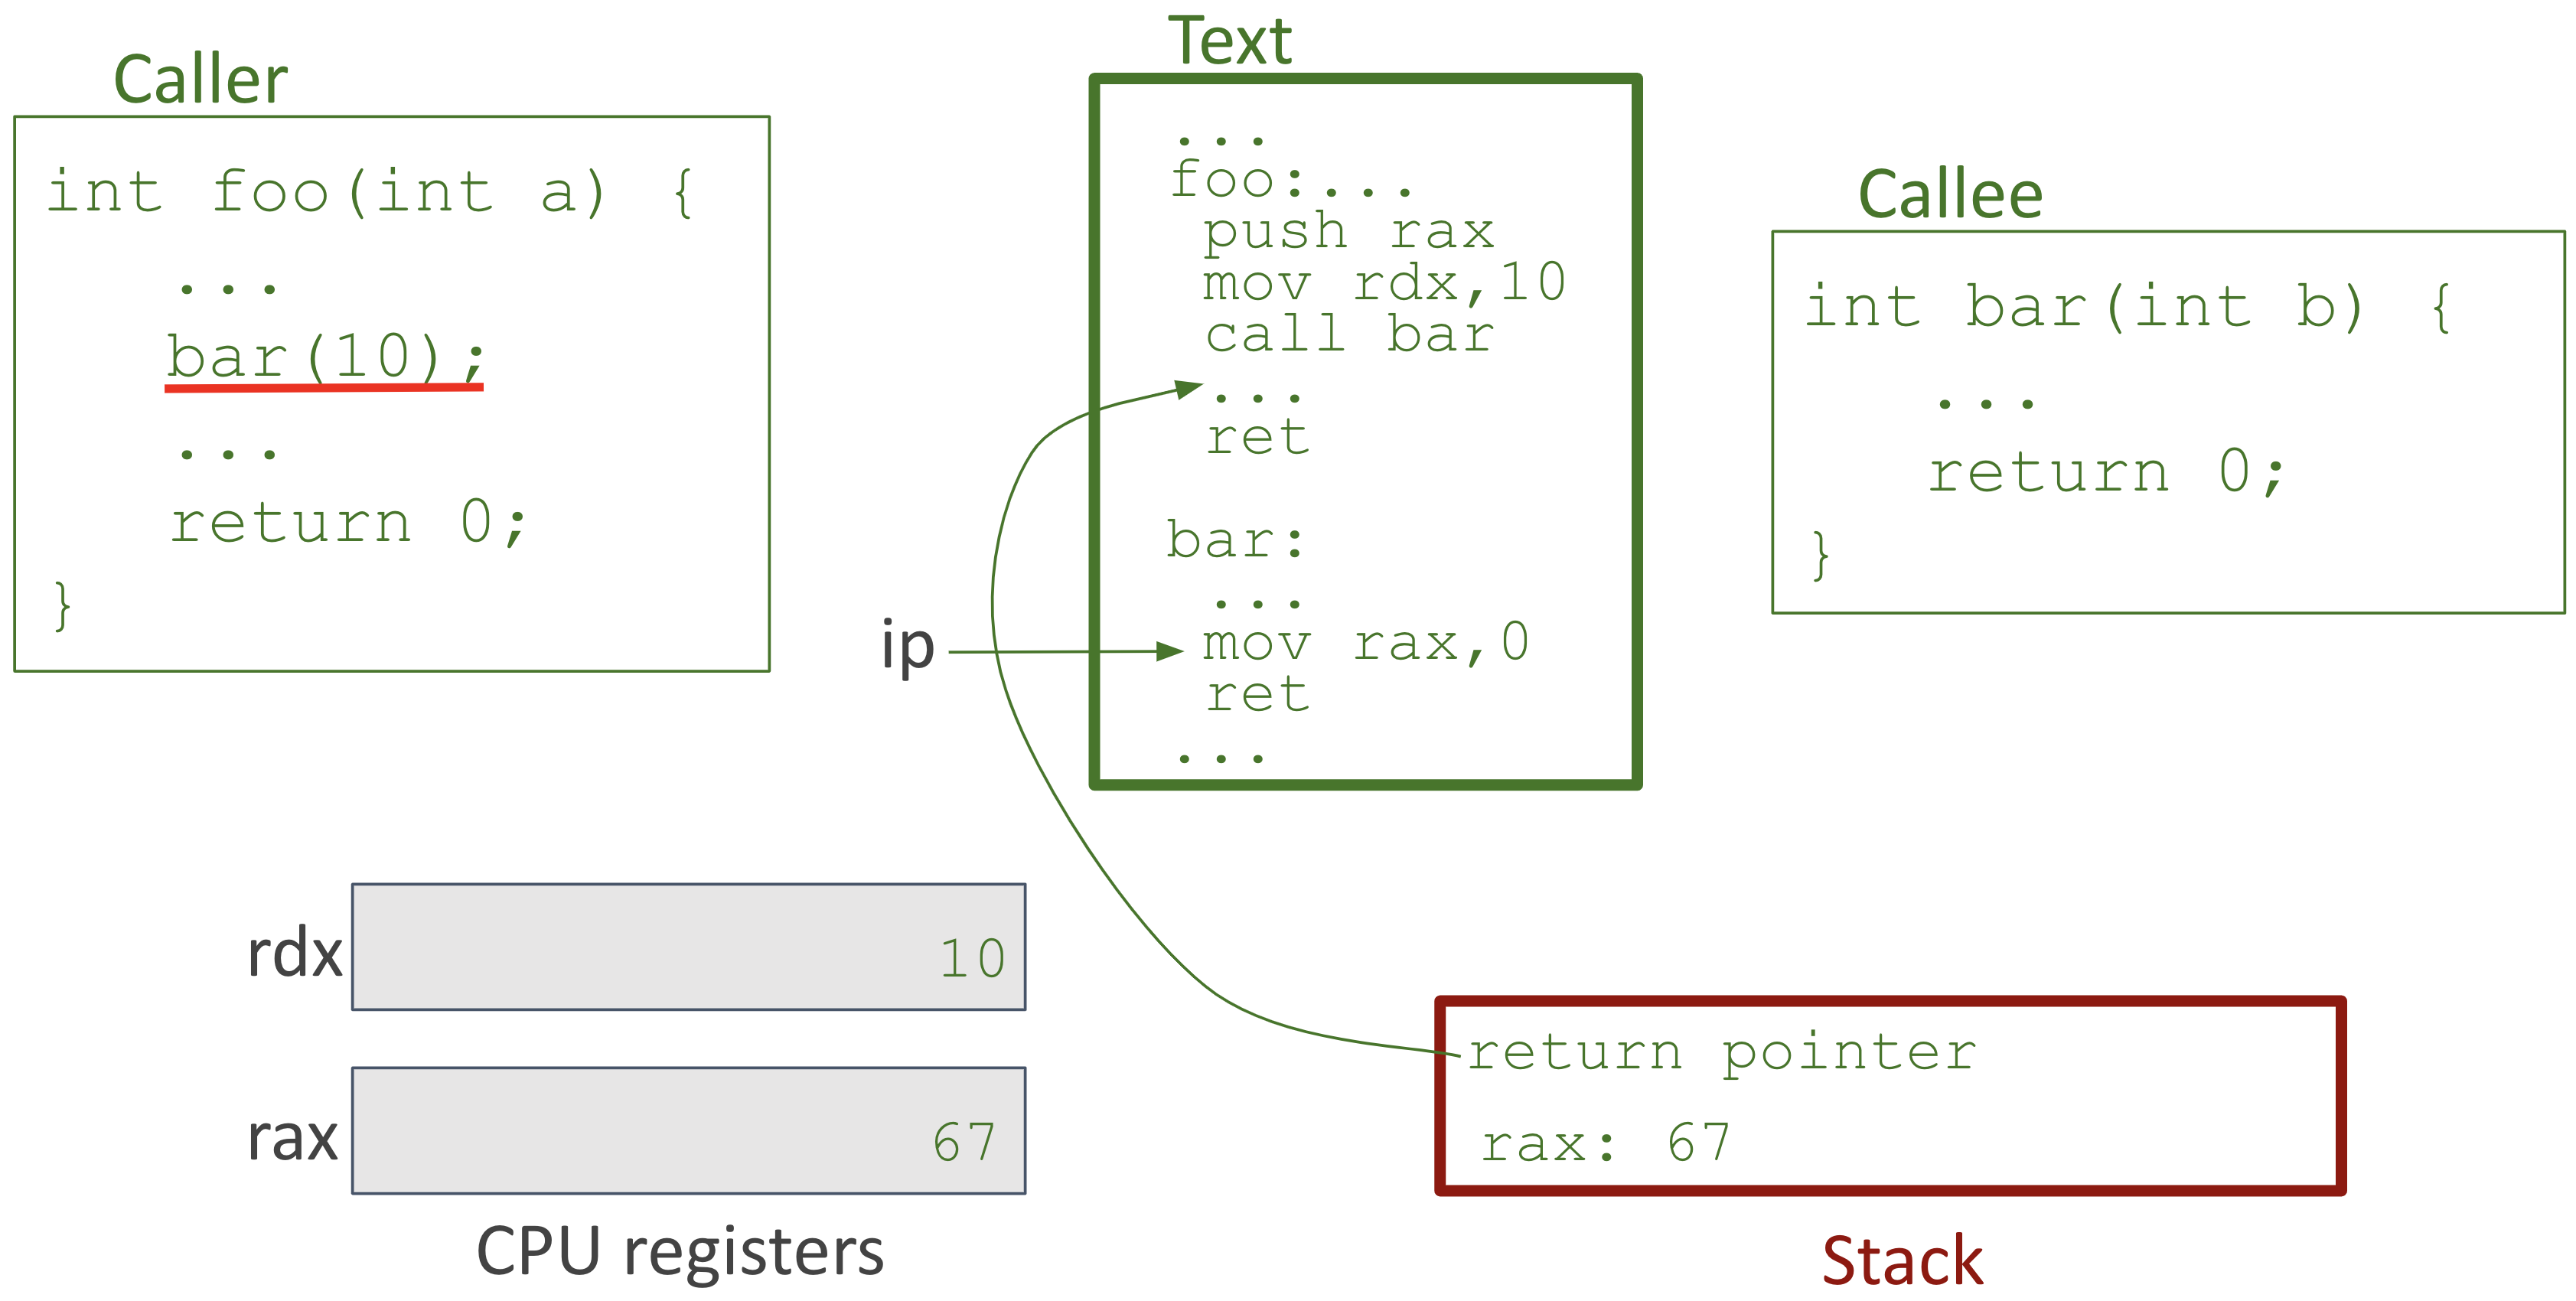 Caller
int foo(int a) {
...
bar(10);
...
return 0;
}
Text
...
foo:...
push rax
mov rdx,10
call bar
...
ret
bar:
...
mov rax,0
ret
...
ip
Callee
int bar(int b) {
...
return 0;
}
rdx
10
rax
67
CPU registers
return pointer
rax: 67
Stack